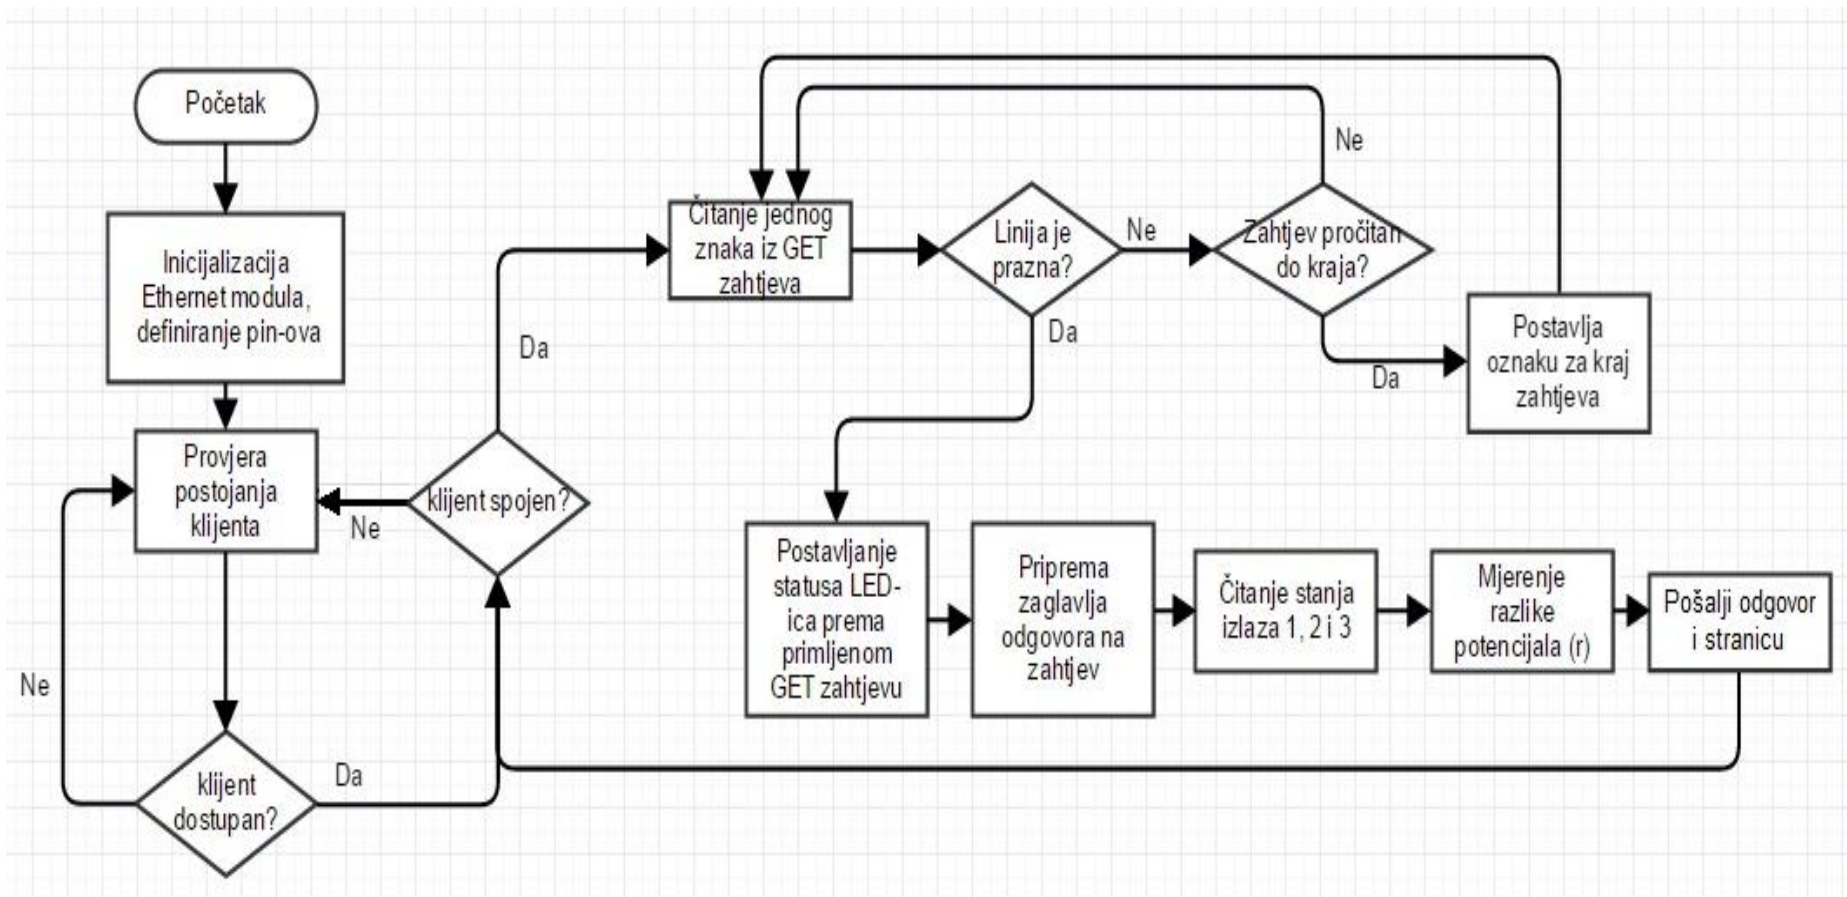 Početak
Inicijalizacija
Ethernet modula,
definiranje pin-ova
Provjera
postojanja
klijenta
Ne
klijent
dostupan?
Da
klijent spojen?
Ne
Da
Čitanje jednog
znaka iz GET
zahtjeva
Linija je
prazna?
Ne
Da
Zahtjev pročitan
do kraja?
Ne
Da
Postavlja
oznaku za kraj
zahtjeva
Postavljanje
statusa LED-
ica prema
primljenom
GET zahtjevu
Priprema
zaglavlja
odgovora na
zahtjev
Čitanje stanja
izlaza 1, 2 i 3
Mjerenje
razlike
potencijala (r)
Pošalji odgovor
i stranicu